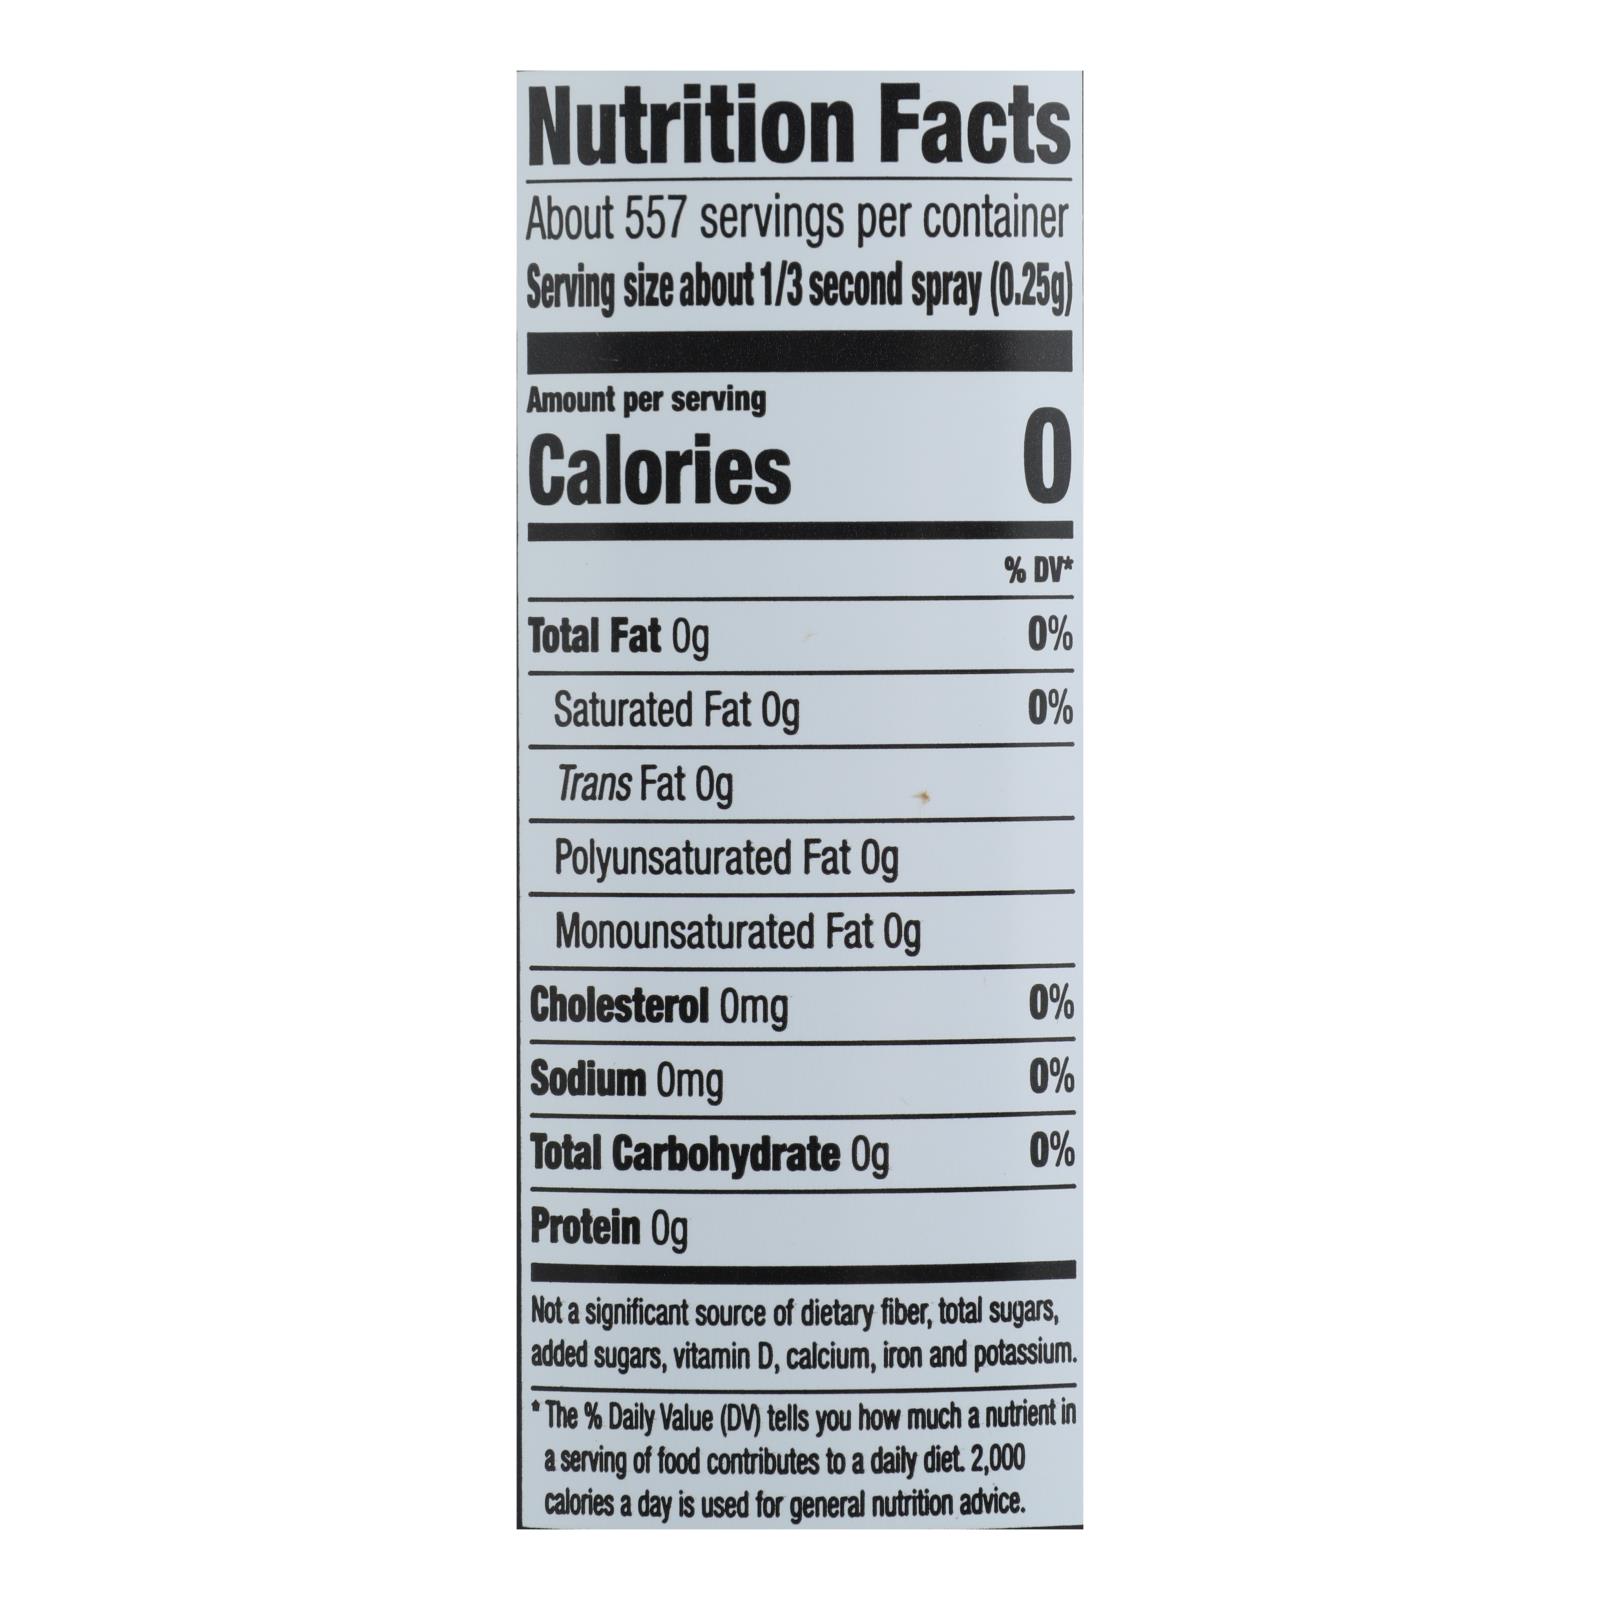 Nutrition Facts
About 557 servings per container
Serving size about 1/3 second spray (0.25g)
Amount per serving
Calories 0
% DV*
Total Fat 0g 0%
Saturated Fat 0g 0%
Trans Fat 0g
Polyunsaturated Fat 0g
Monounsaturated Fat 0g
Cholesterol 0mg 0%
Sodium 0mg 0%
Total Carbohydrate 0g 0%
Protein 0g
Not a significant source of dietary fiber, total sugars,
added sugars, vitamin D, calcium, iron and potassium.
* The % Daily Value (DV) tells you how much a nutrient in
a serving of food contributes to a daily diet. 2,000
calories a day is used for general nutrition advice.